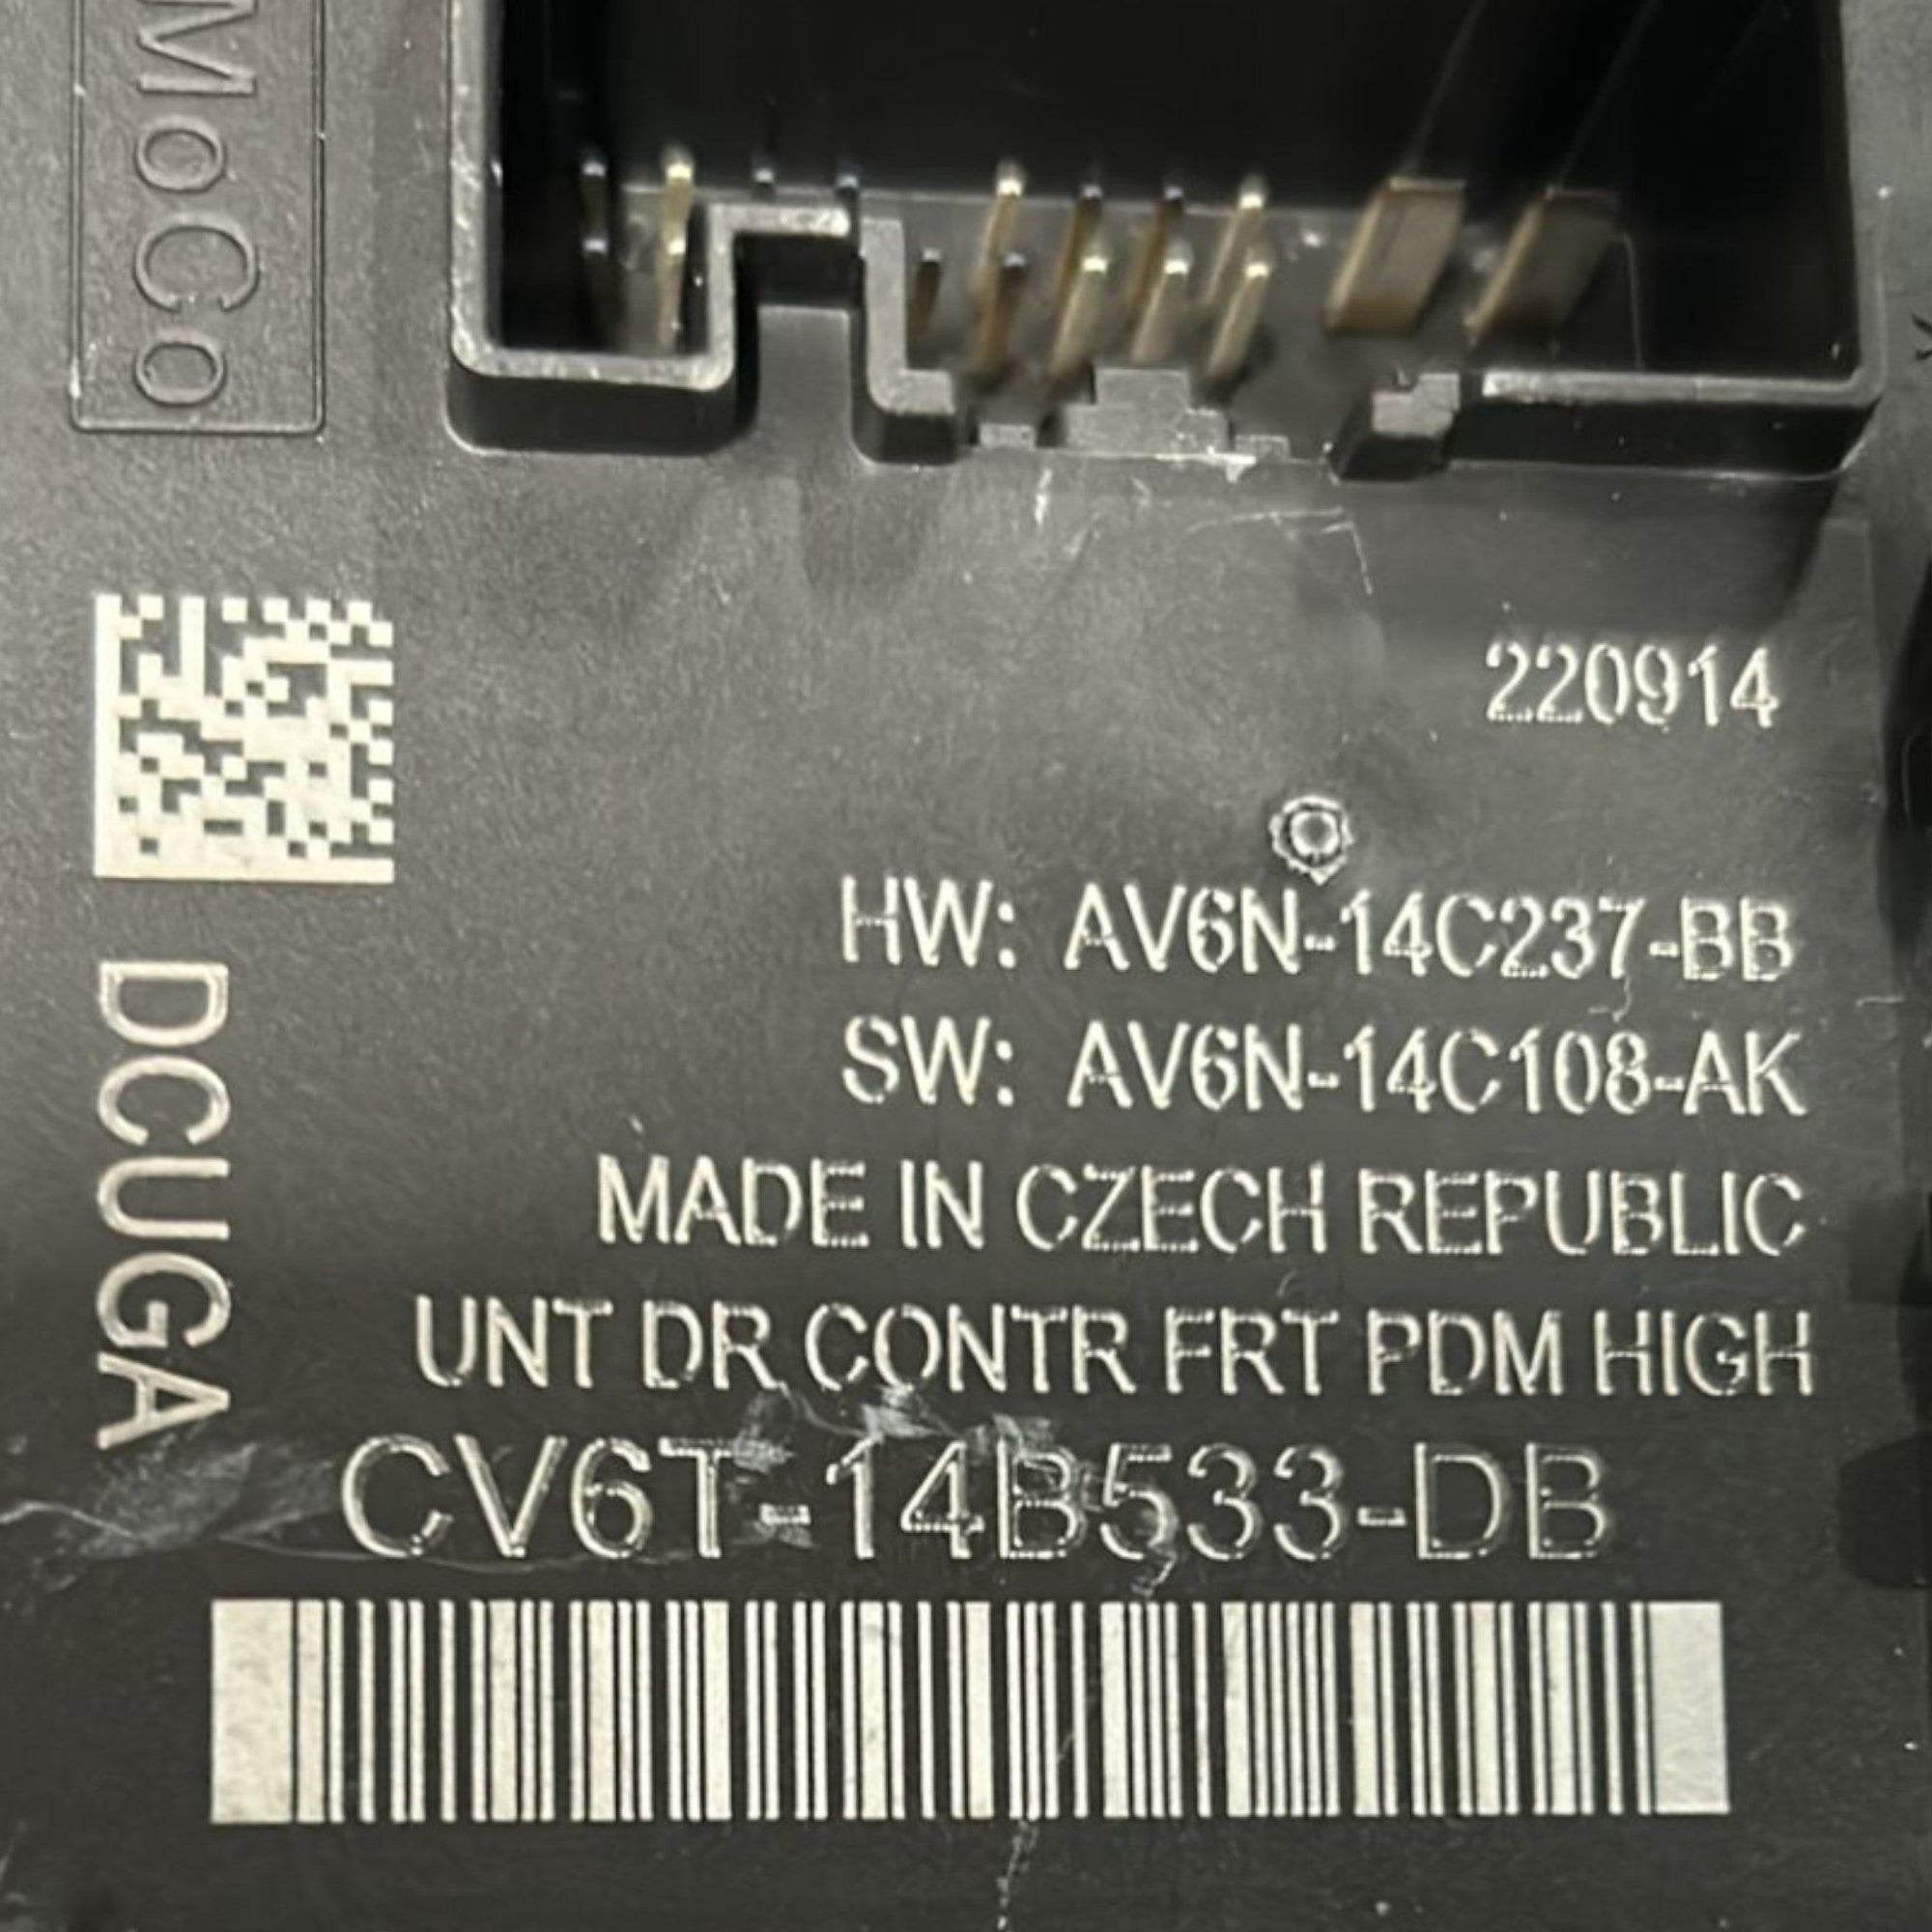 MoCo
220914
HW: AV6N-14C237-BB
SW: AV6N-14C108-AK
MADE IN CZECH REPUBLIC
UNT DR CONTR FRT PDM HIGH
CV6T-14B533-DB
DCUGA